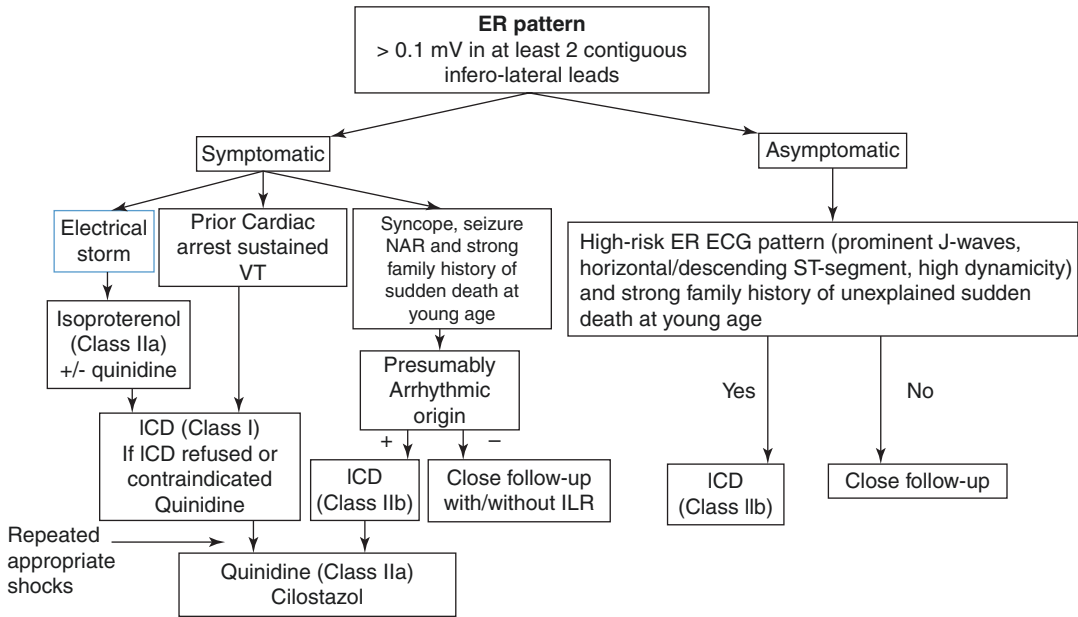 ER pattern
> 0.1 mV in at least 2 contiguous
infero-lateral leads
Symptomatic
Asymptomatic
Electrical
storm
Prior Cardiac
arrest sustained
VT
Syncope, seizure
NAR and strong
family history of
sudden death at
young age
High-risk ER ECG pattern (prominent J-waves,
horizontal/descending ST-segment, high dynamicity)
and strong family history of unexplained sudden
death at young age
Isoproterenol
(Class IIa)
+/- quinidine
Presumably
Arrhythmic
origin
Yes
No
ICD (Class I)
If ICD refused or
contraindicated
Quinidine
+
–
ICD
(Class IIb)
Close follow-up
with/without ILR
ICD
(Class IIb)
Close follow-up
Repeated
appropriate
shocks
Quinidine (Class IIa)
Cilostazol